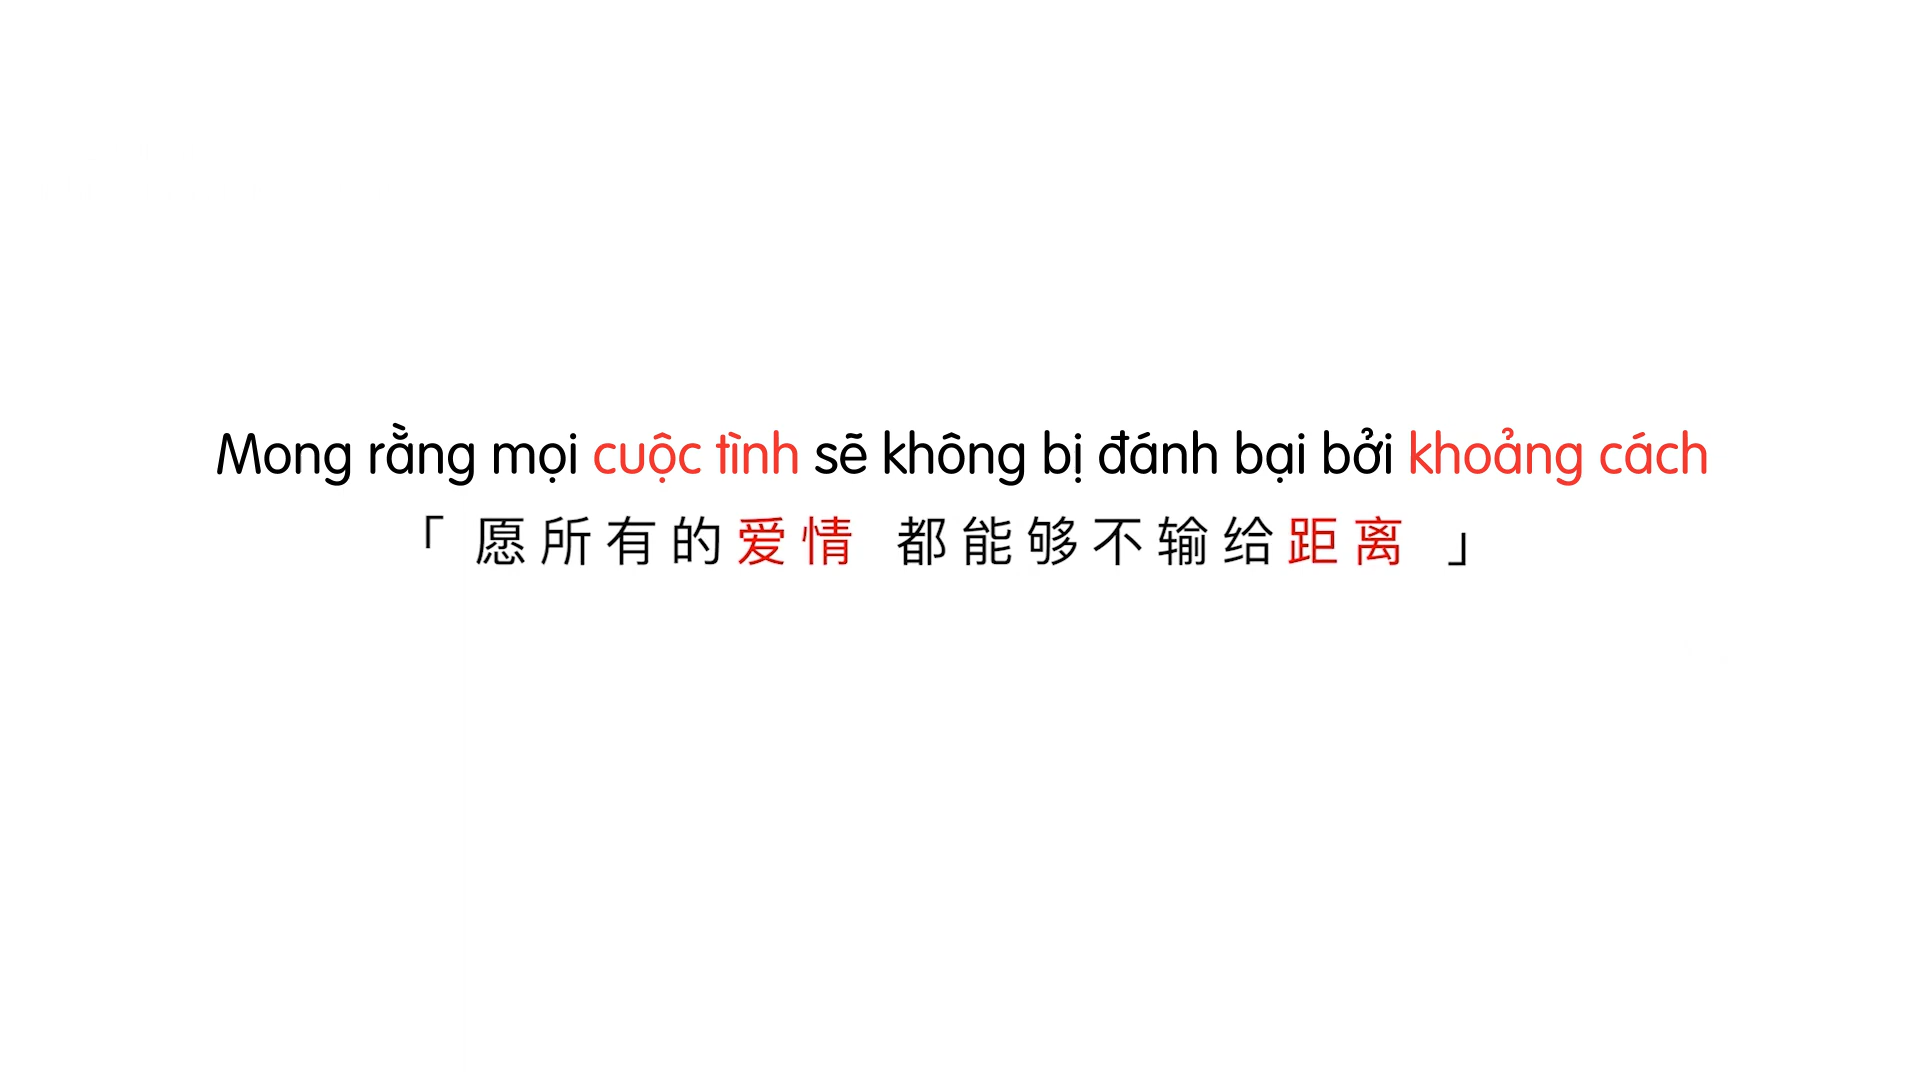 Mong rằng mọi cuộc tình sẽ không bị đánh bại bởi khoảng cách
「 愿所有的爱情 都能够不输给距离 」